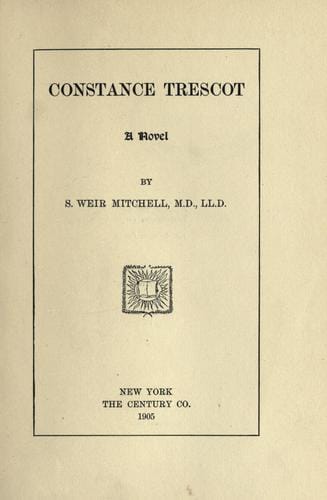 CONSTANCE TRESCOT
A Novel
BY
S. WEIR MITCHELL, M.D., LL.D.
NEW YORK
THE CENTURY CO.
1905